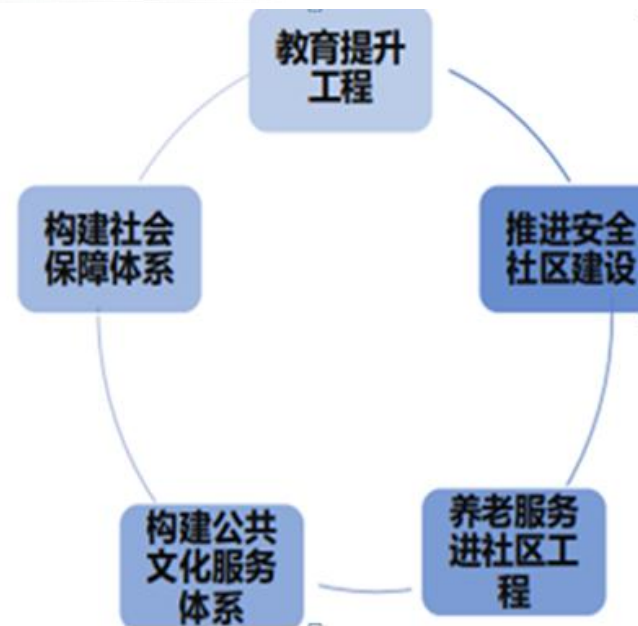 教育提升
工程
推进安全
社区建设
养老服务
进社区工
程
构建公共
文化服务
体系
构建社会
保障体系